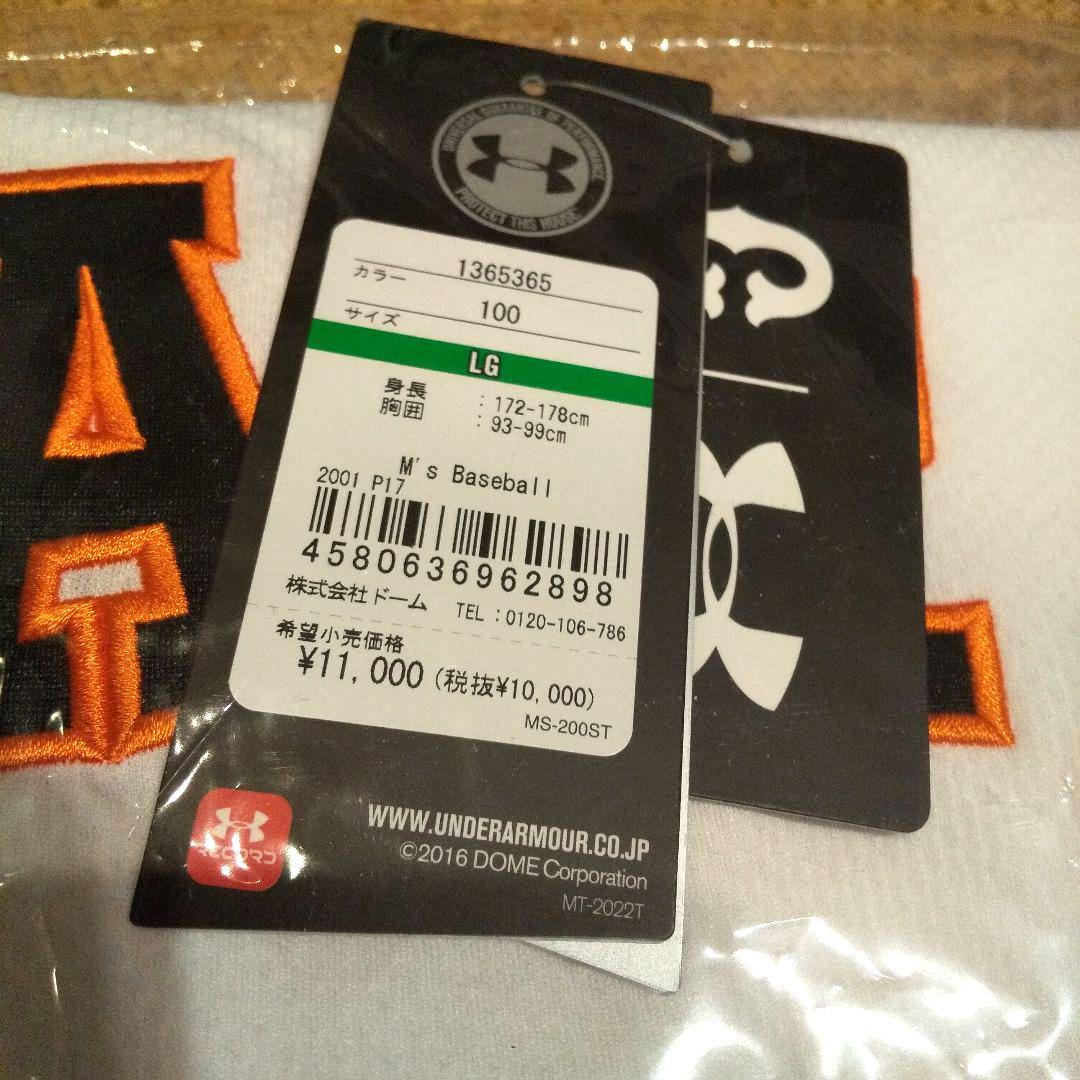 UNIVERSAL GUARANTEE OF PERFORMANCE
PROTECT THIS HOUSE
1365365
カラー 100
サイズ
LG
身長 : 172-178cm
胸囲 : 93-99cm
M's Baseball
2001 P17
4580636962898
株式会社ドーム TEL:0120-106-786
希望小売価格
¥11,000 (税抜¥10,000)
MS-200ST
RECORD
WWW.UNDERARMOUR.CO.JP
©2016 DOME Corporation
MT-2022T